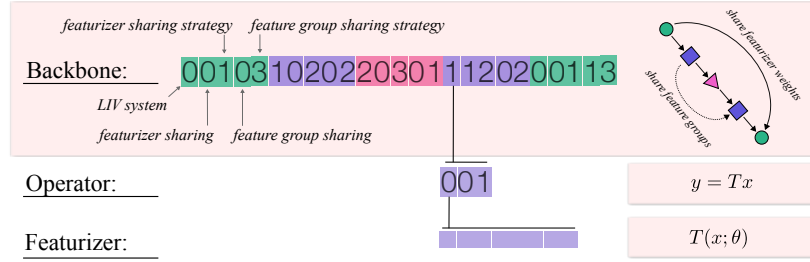 featurizer sharing strategy
feature group sharing strategy
Backbone:
0010310202203011120200113
LIV system
featurizer sharing
feature group sharing
share featurizer weights
share feature groups
Operator:
001
y = Tx
Featurizer:
T(x; θ)